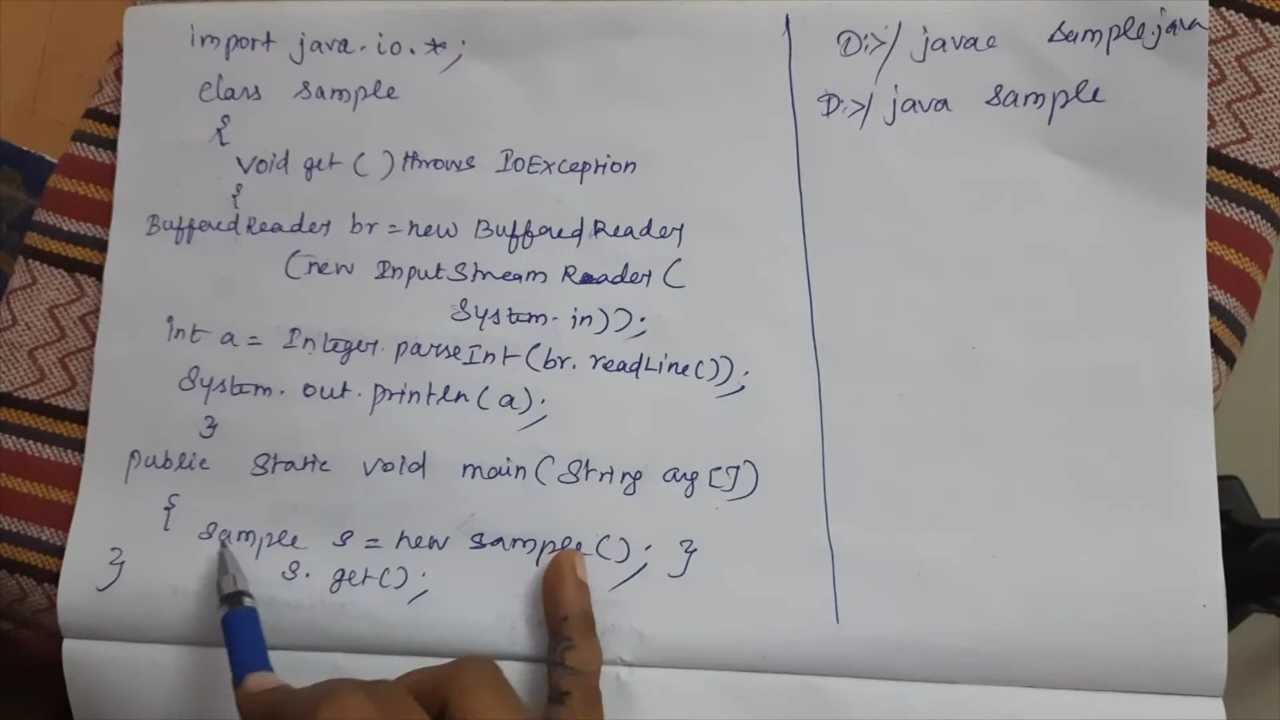 import java.io.*;
class sample
{
void get ( ) throws IOException
{
BufferedReader br = new BufferedReader
(new InputStream Reader (
System.in));
int a = Integer.parseInt(br.readLine());
System.out.println(a);
}
public static void main(String arg[])
{
sample s = new sample(); }
s.get();
}
D:>/ javac sample.java
D:>/ java sample